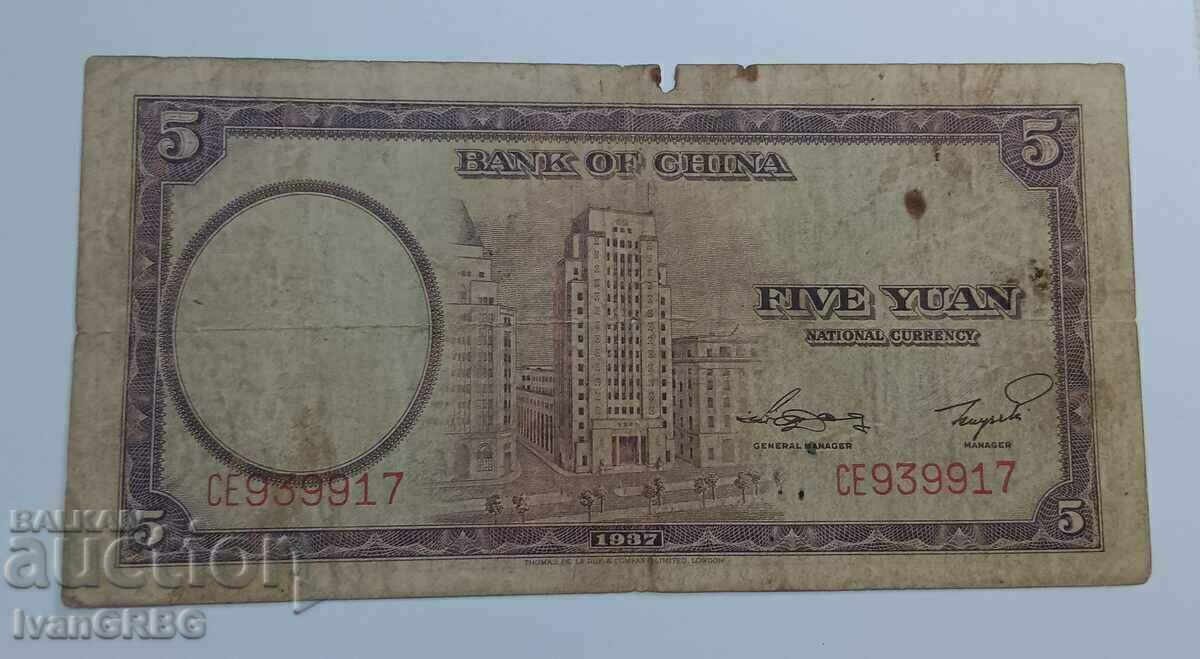 5 5
BANK OF CHINA
FIVE YUAN
NATIONAL CURRENCY
GENERAL MANAGER MANAGER
CE939917 CE939917
5 1937 5
THOMAS DE LA RUE & COMPANY LIMITED, LONDON
BALKAN
auction
IvanGRBG